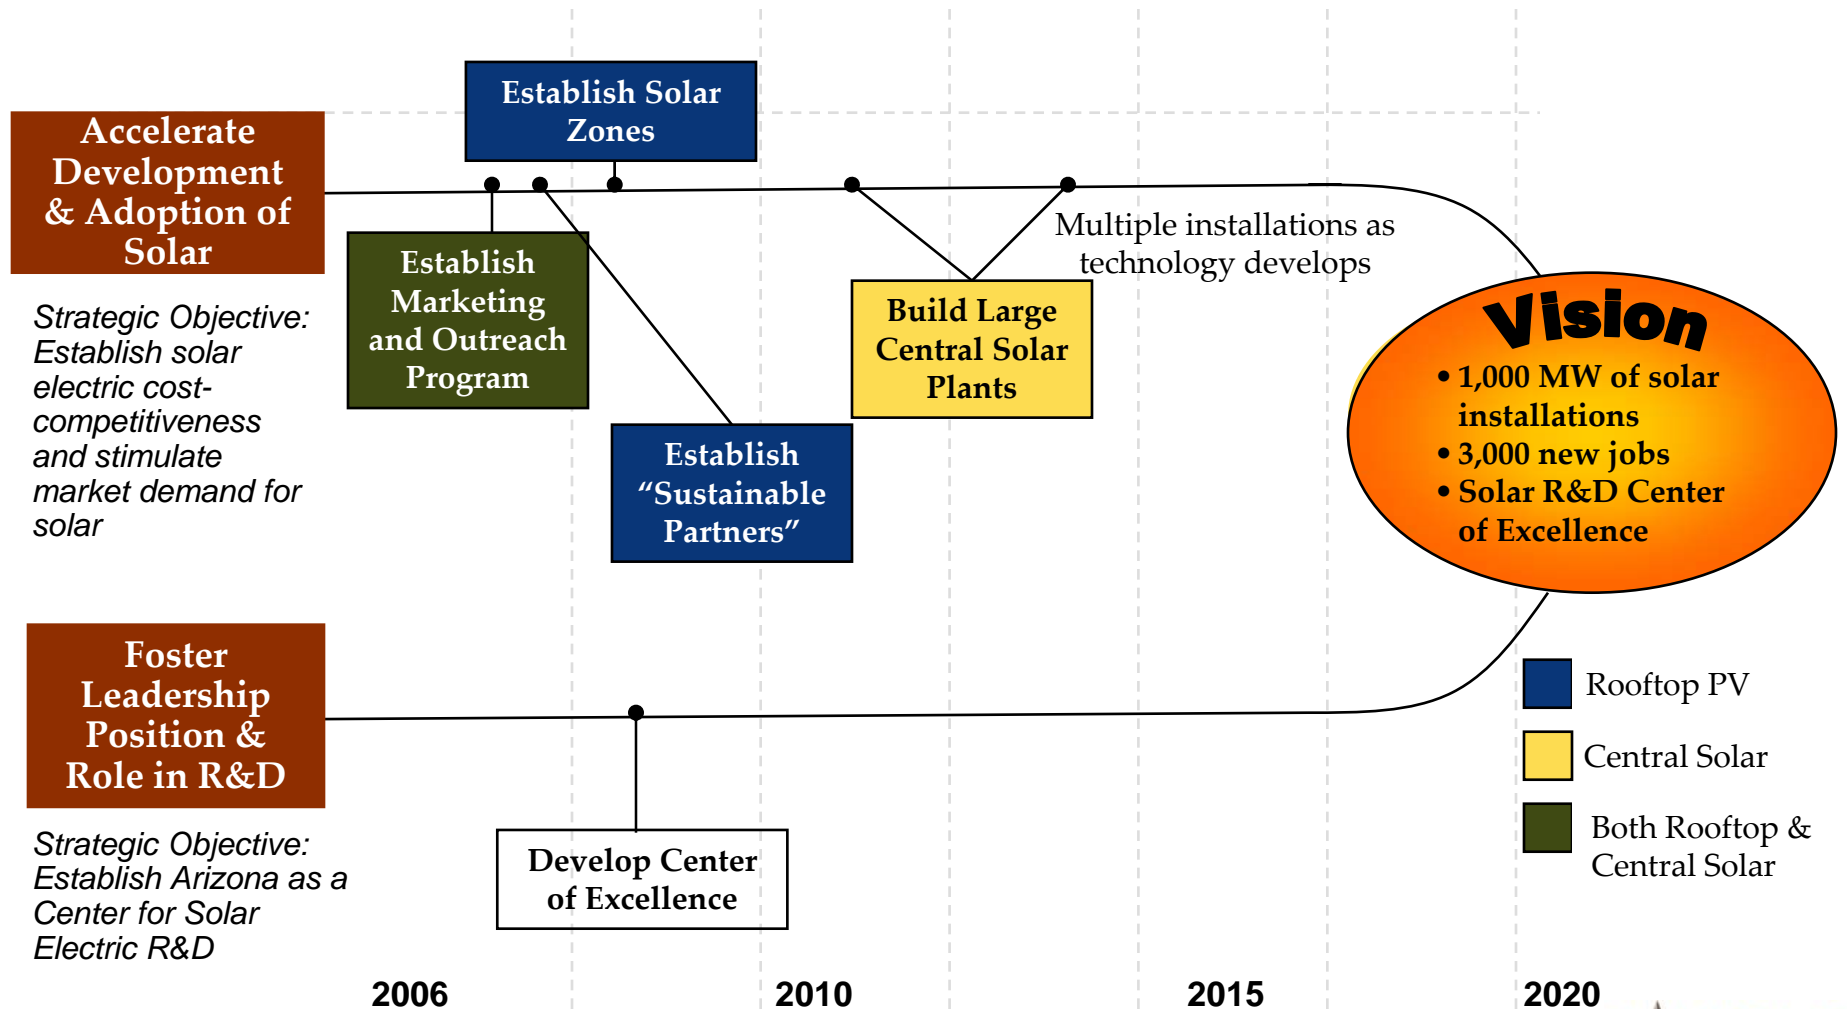 Establish Solar
Zones
Accelerate
Development
& Adoption of
Solar
Strategic Objective:
Establish solar
electric cost-
competitiveness
and stimulate
market demand for
solar
Establish
Marketing
and Outreach
Program
Establish
“Sustainable
Partners”
Multiple installations as
technology develops
Build Large
Central Solar
Plants
Vision
• 1,000 MW of solar
installations
• 3,000 new jobs
• Solar R&D Center
of Excellence
Foster
Leadership
Position &
Role in R&D
Strategic Objective:
Establish Arizona as a
Center for Solar
Electric R&D
Develop Center
of Excellence
Rooftop PV
Central Solar
Both Rooftop &
Central Solar
2006 2010 2015 2020